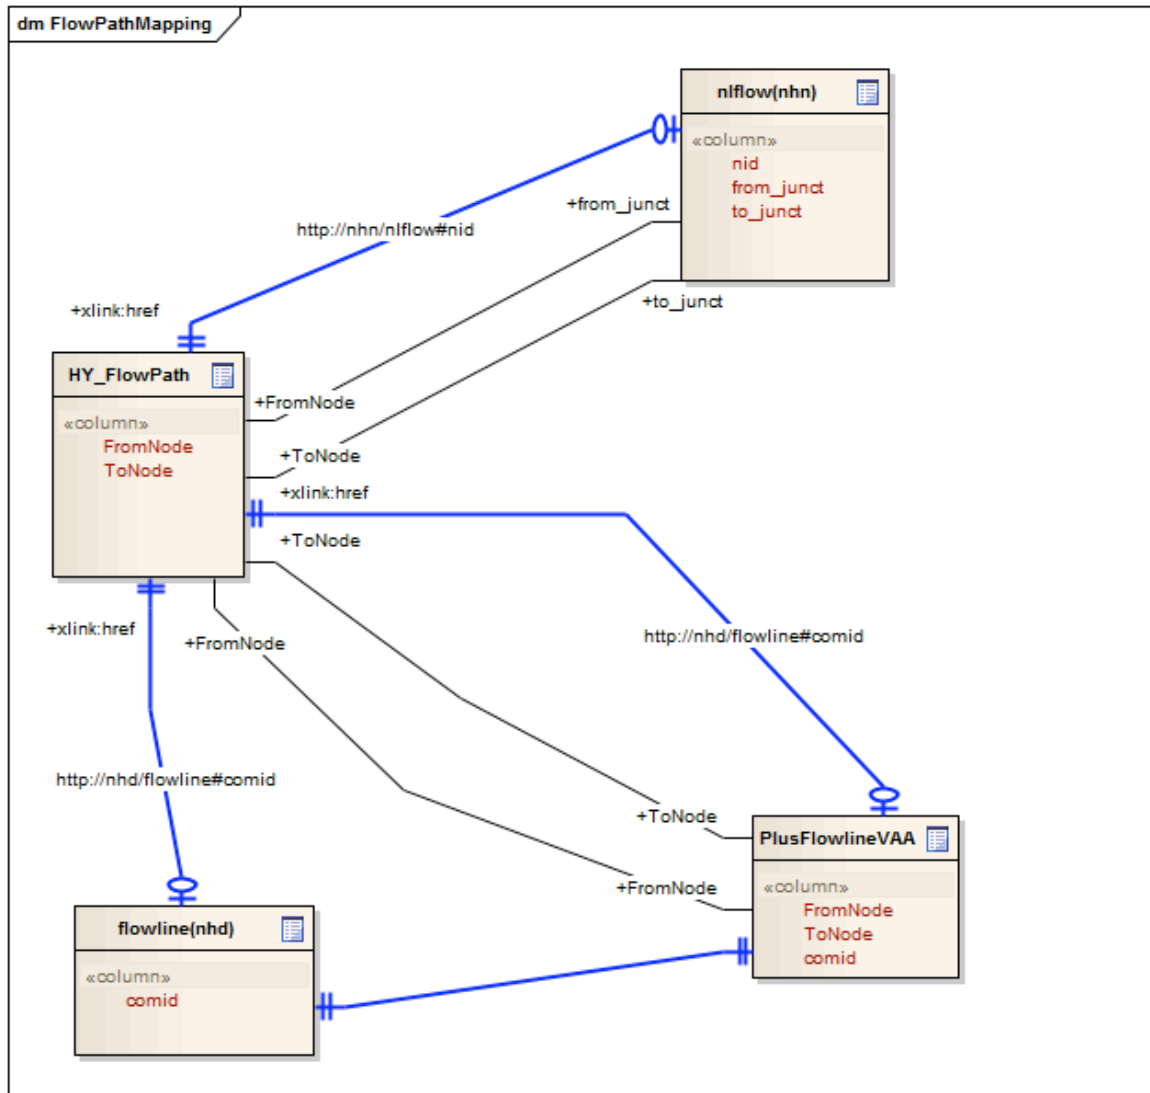 dm FlowPathMapping
nlflow(nhn)
«column»
nid
from_junct
to_junct
+from_junct
http://nhn/nlflow#nid
+to_junct
+xlink:href
HY_FlowPath
«column»
FromNode
ToNode
+FromNode
+ToNode
+xlink:href
+ToNode
+xlink:href
+FromNode
http://nhd/flowline#comid
http://nhd/flowline#comid
+ToNode
+FromNode
PlusFlowlineVAA
«column»
FromNode
ToNode
comid
flowline(nhd)
«column»
comid